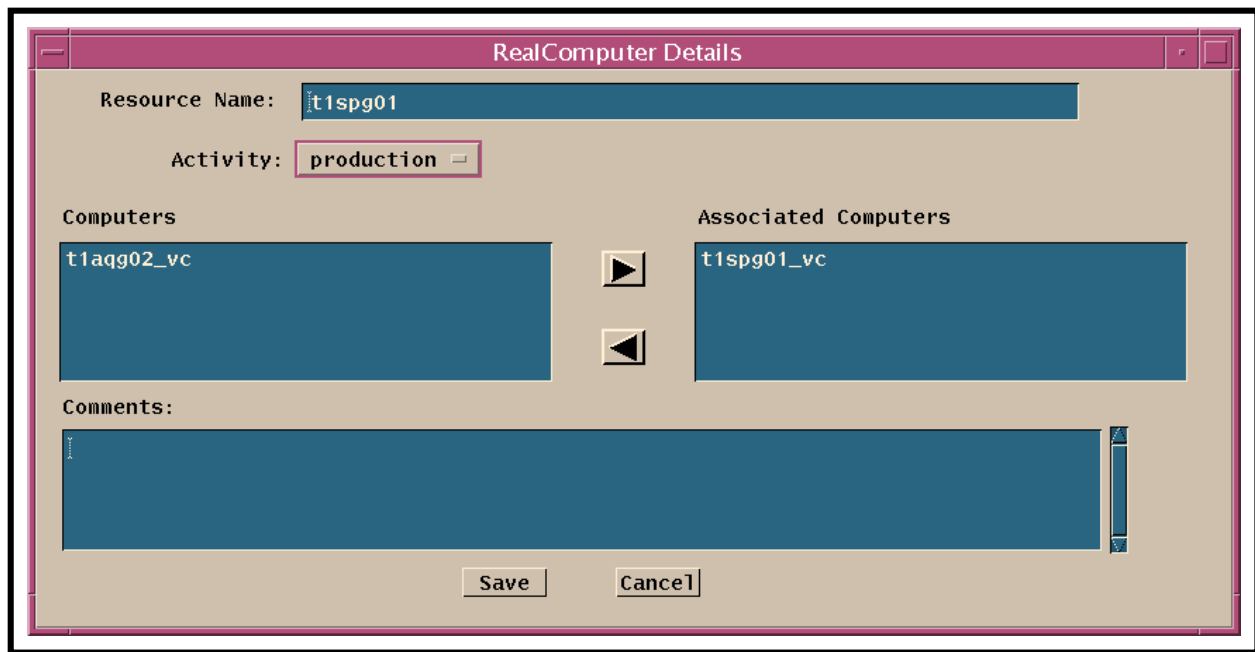 RealComputer Details
Resource Name: t1spg01
Activity: production
Computers Associated Computers
t1aqg02_vc t1spg01_vc
Comments:
Save Cancel